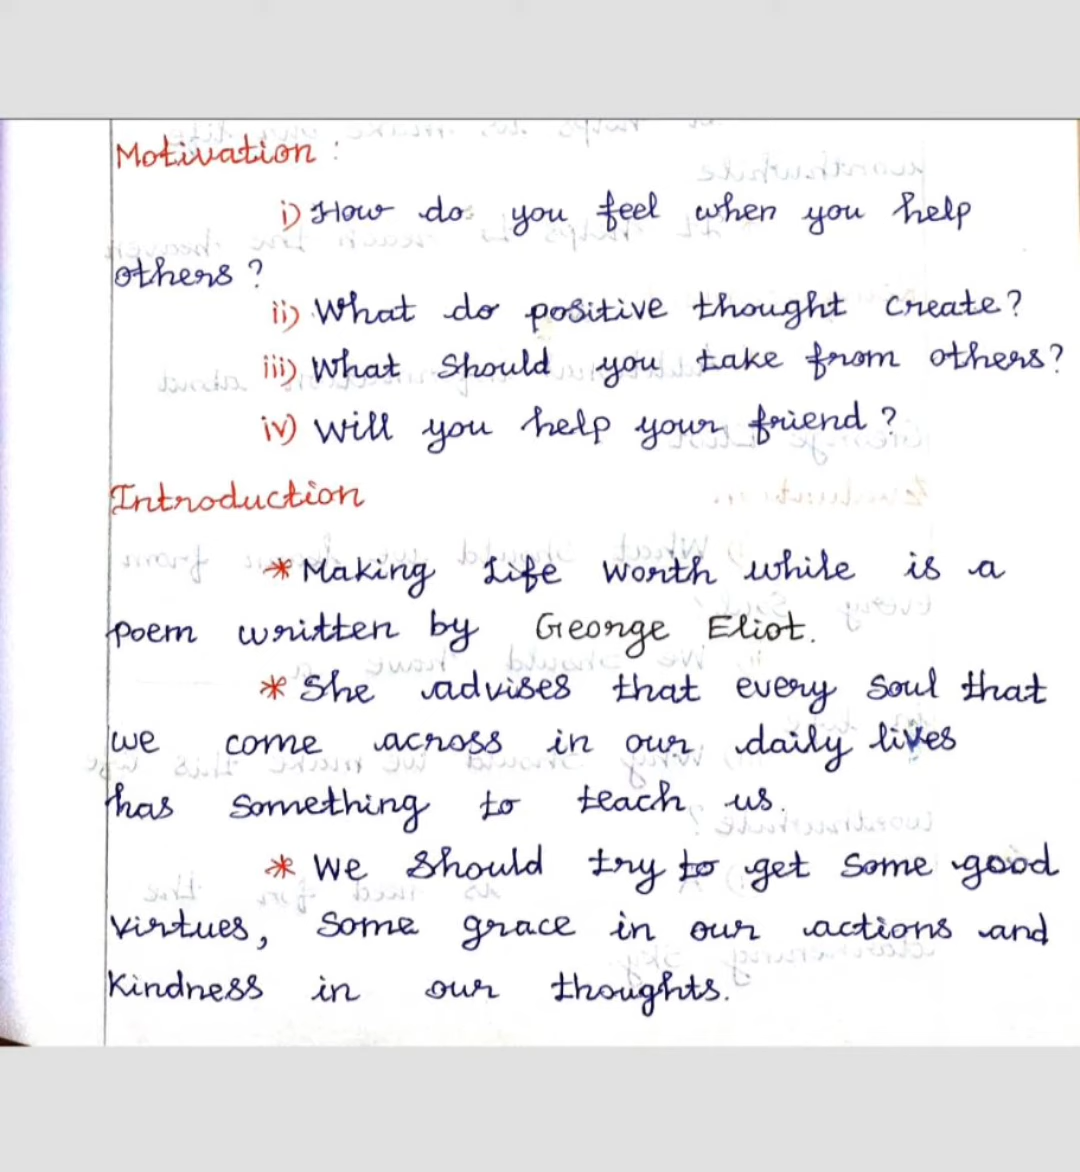 Motivation :
i) How do you feel when you help
others ?
ii) What do positive thought create?
iii) What should you take from others?
iv) will you help your friend ?
Introduction
* Making Life worth while is a
poem written by George Eliot.
* She advises that every soul that
we come across in our daily lives
has something to teach us.
* We should try to get some good
virtues, some grace in our actions and
kindness in our thoughts.